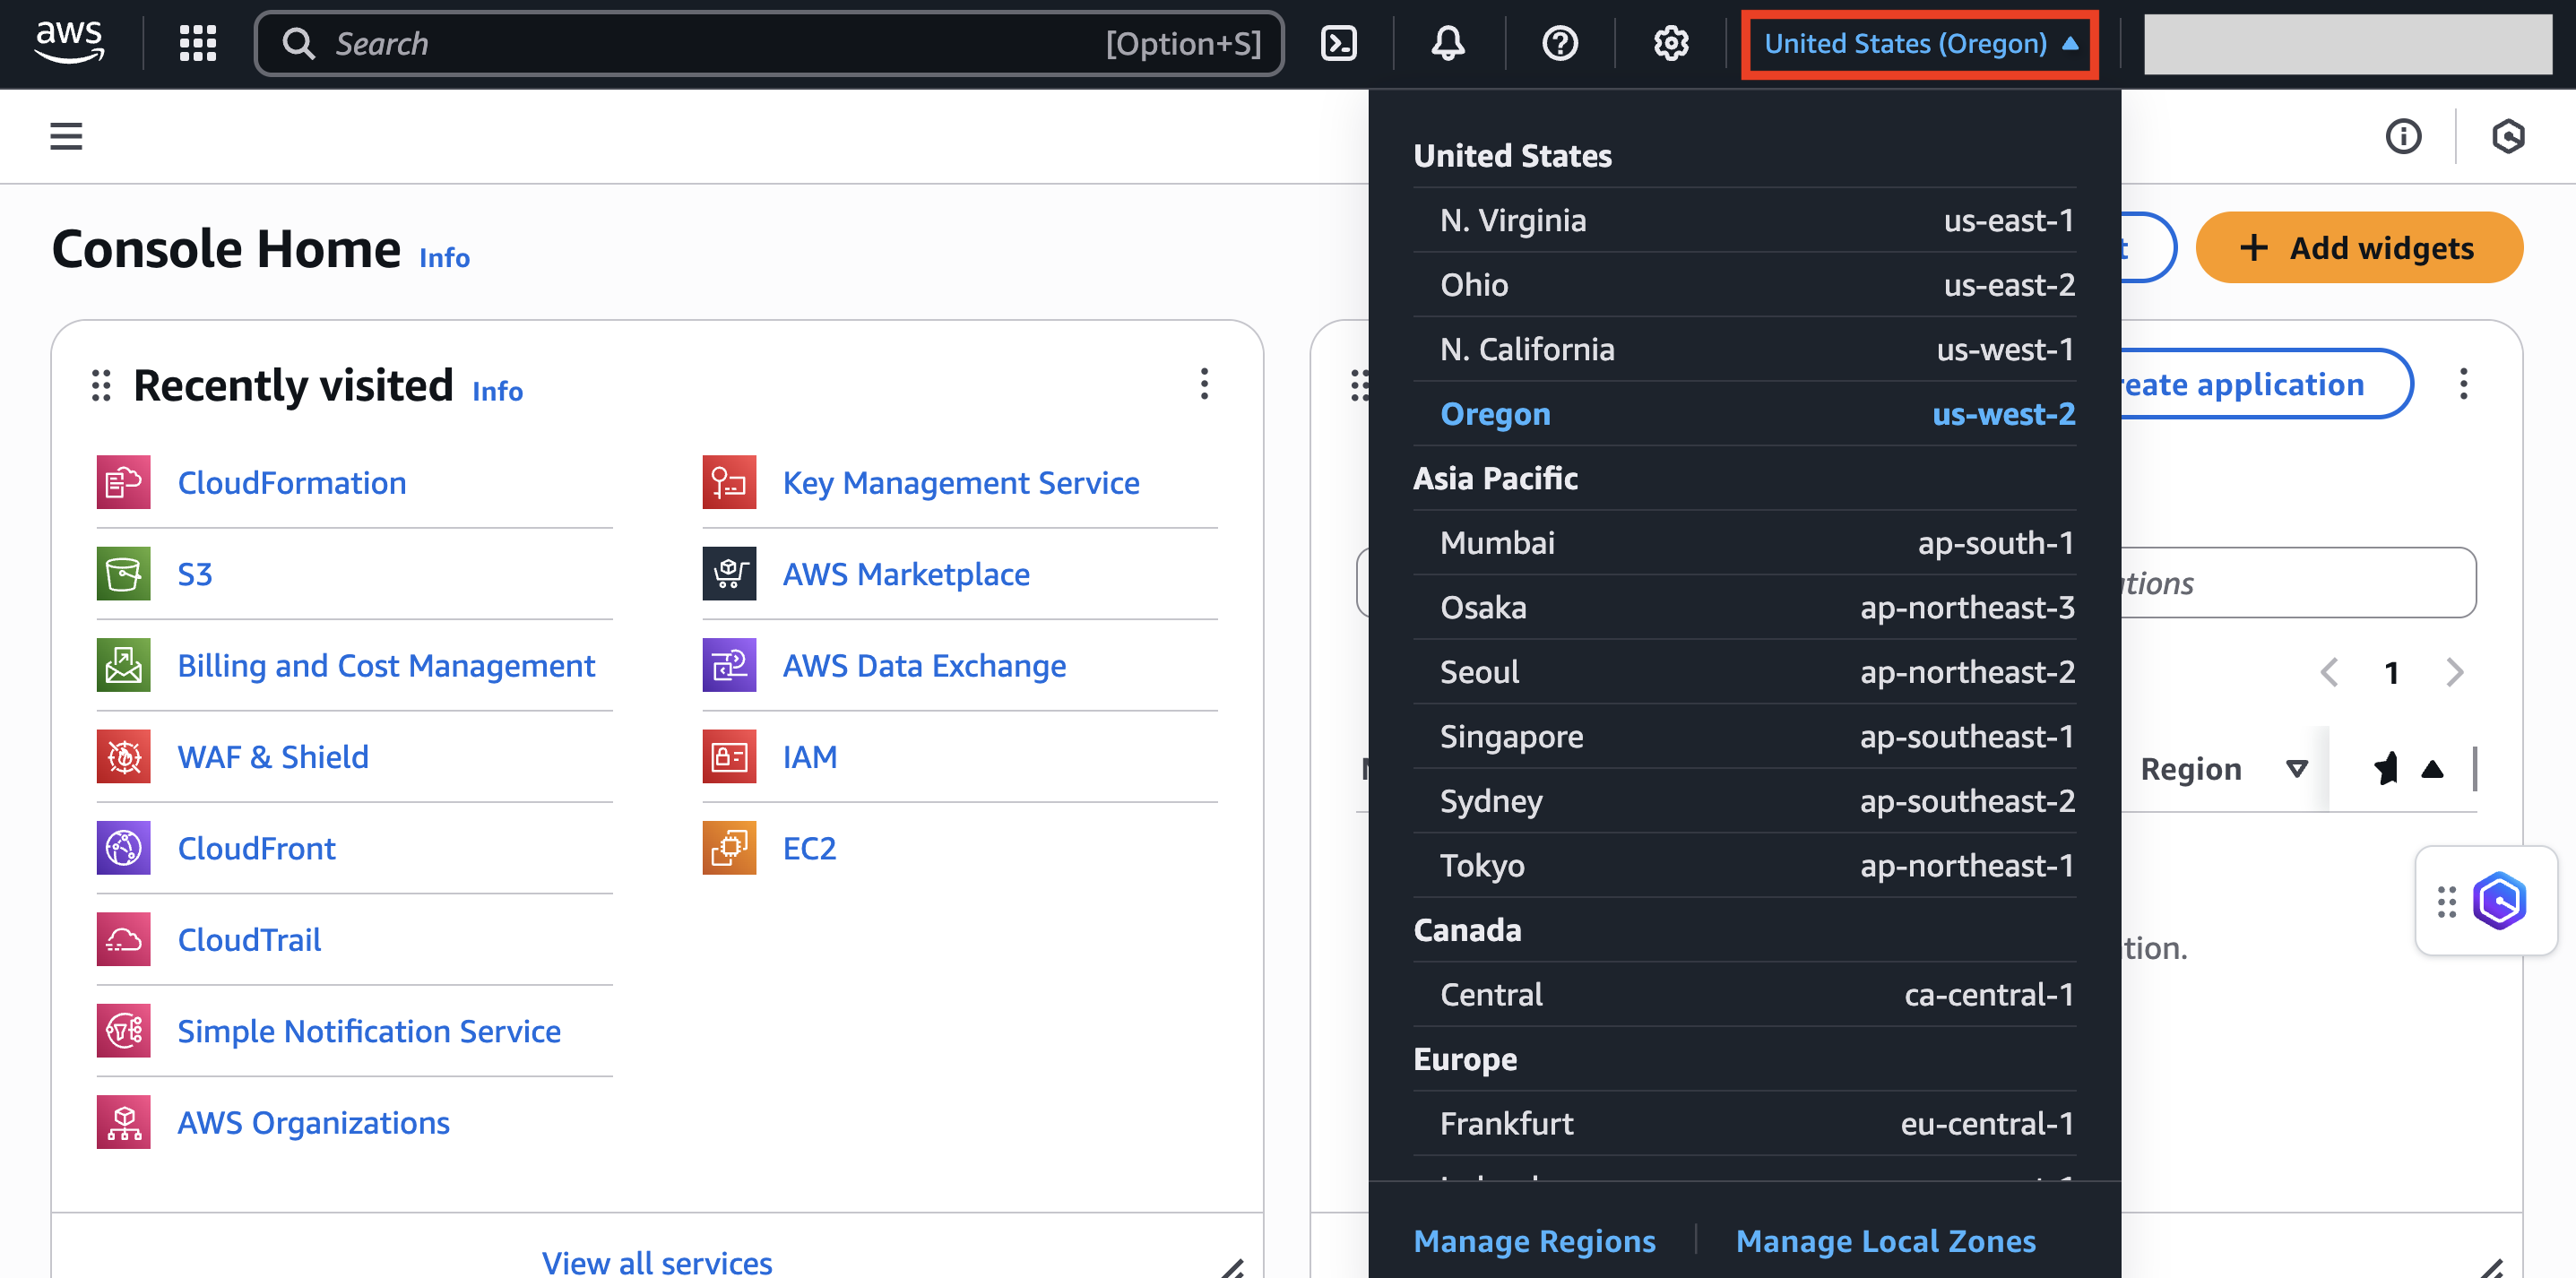 aws
Search [Option+S]
United States (Oregon)
Console Home Info
Add widgets
Recently visited Info
CloudFormation
S3
Billing and Cost Management
WAF & Shield
CloudFront
CloudTrail
Simple Notification Service
AWS Organizations
Key Management Service
AWS Marketplace
AWS Data Exchange
IAM
EC2
View all services
United States
N. Virginia us-east-1
Ohio us-east-2
N. California us-west-1
Oregon us-west-2
Asia Pacific
Mumbai ap-south-1
Osaka ap-northeast-3
Seoul ap-northeast-2
Singapore ap-southeast-1
Sydney ap-southeast-2
Tokyo ap-northeast-1
Canada
Central ca-central-1
Europe
Frankfurt eu-central-1
Manage Regions
Manage Local Zones
application
1
Region